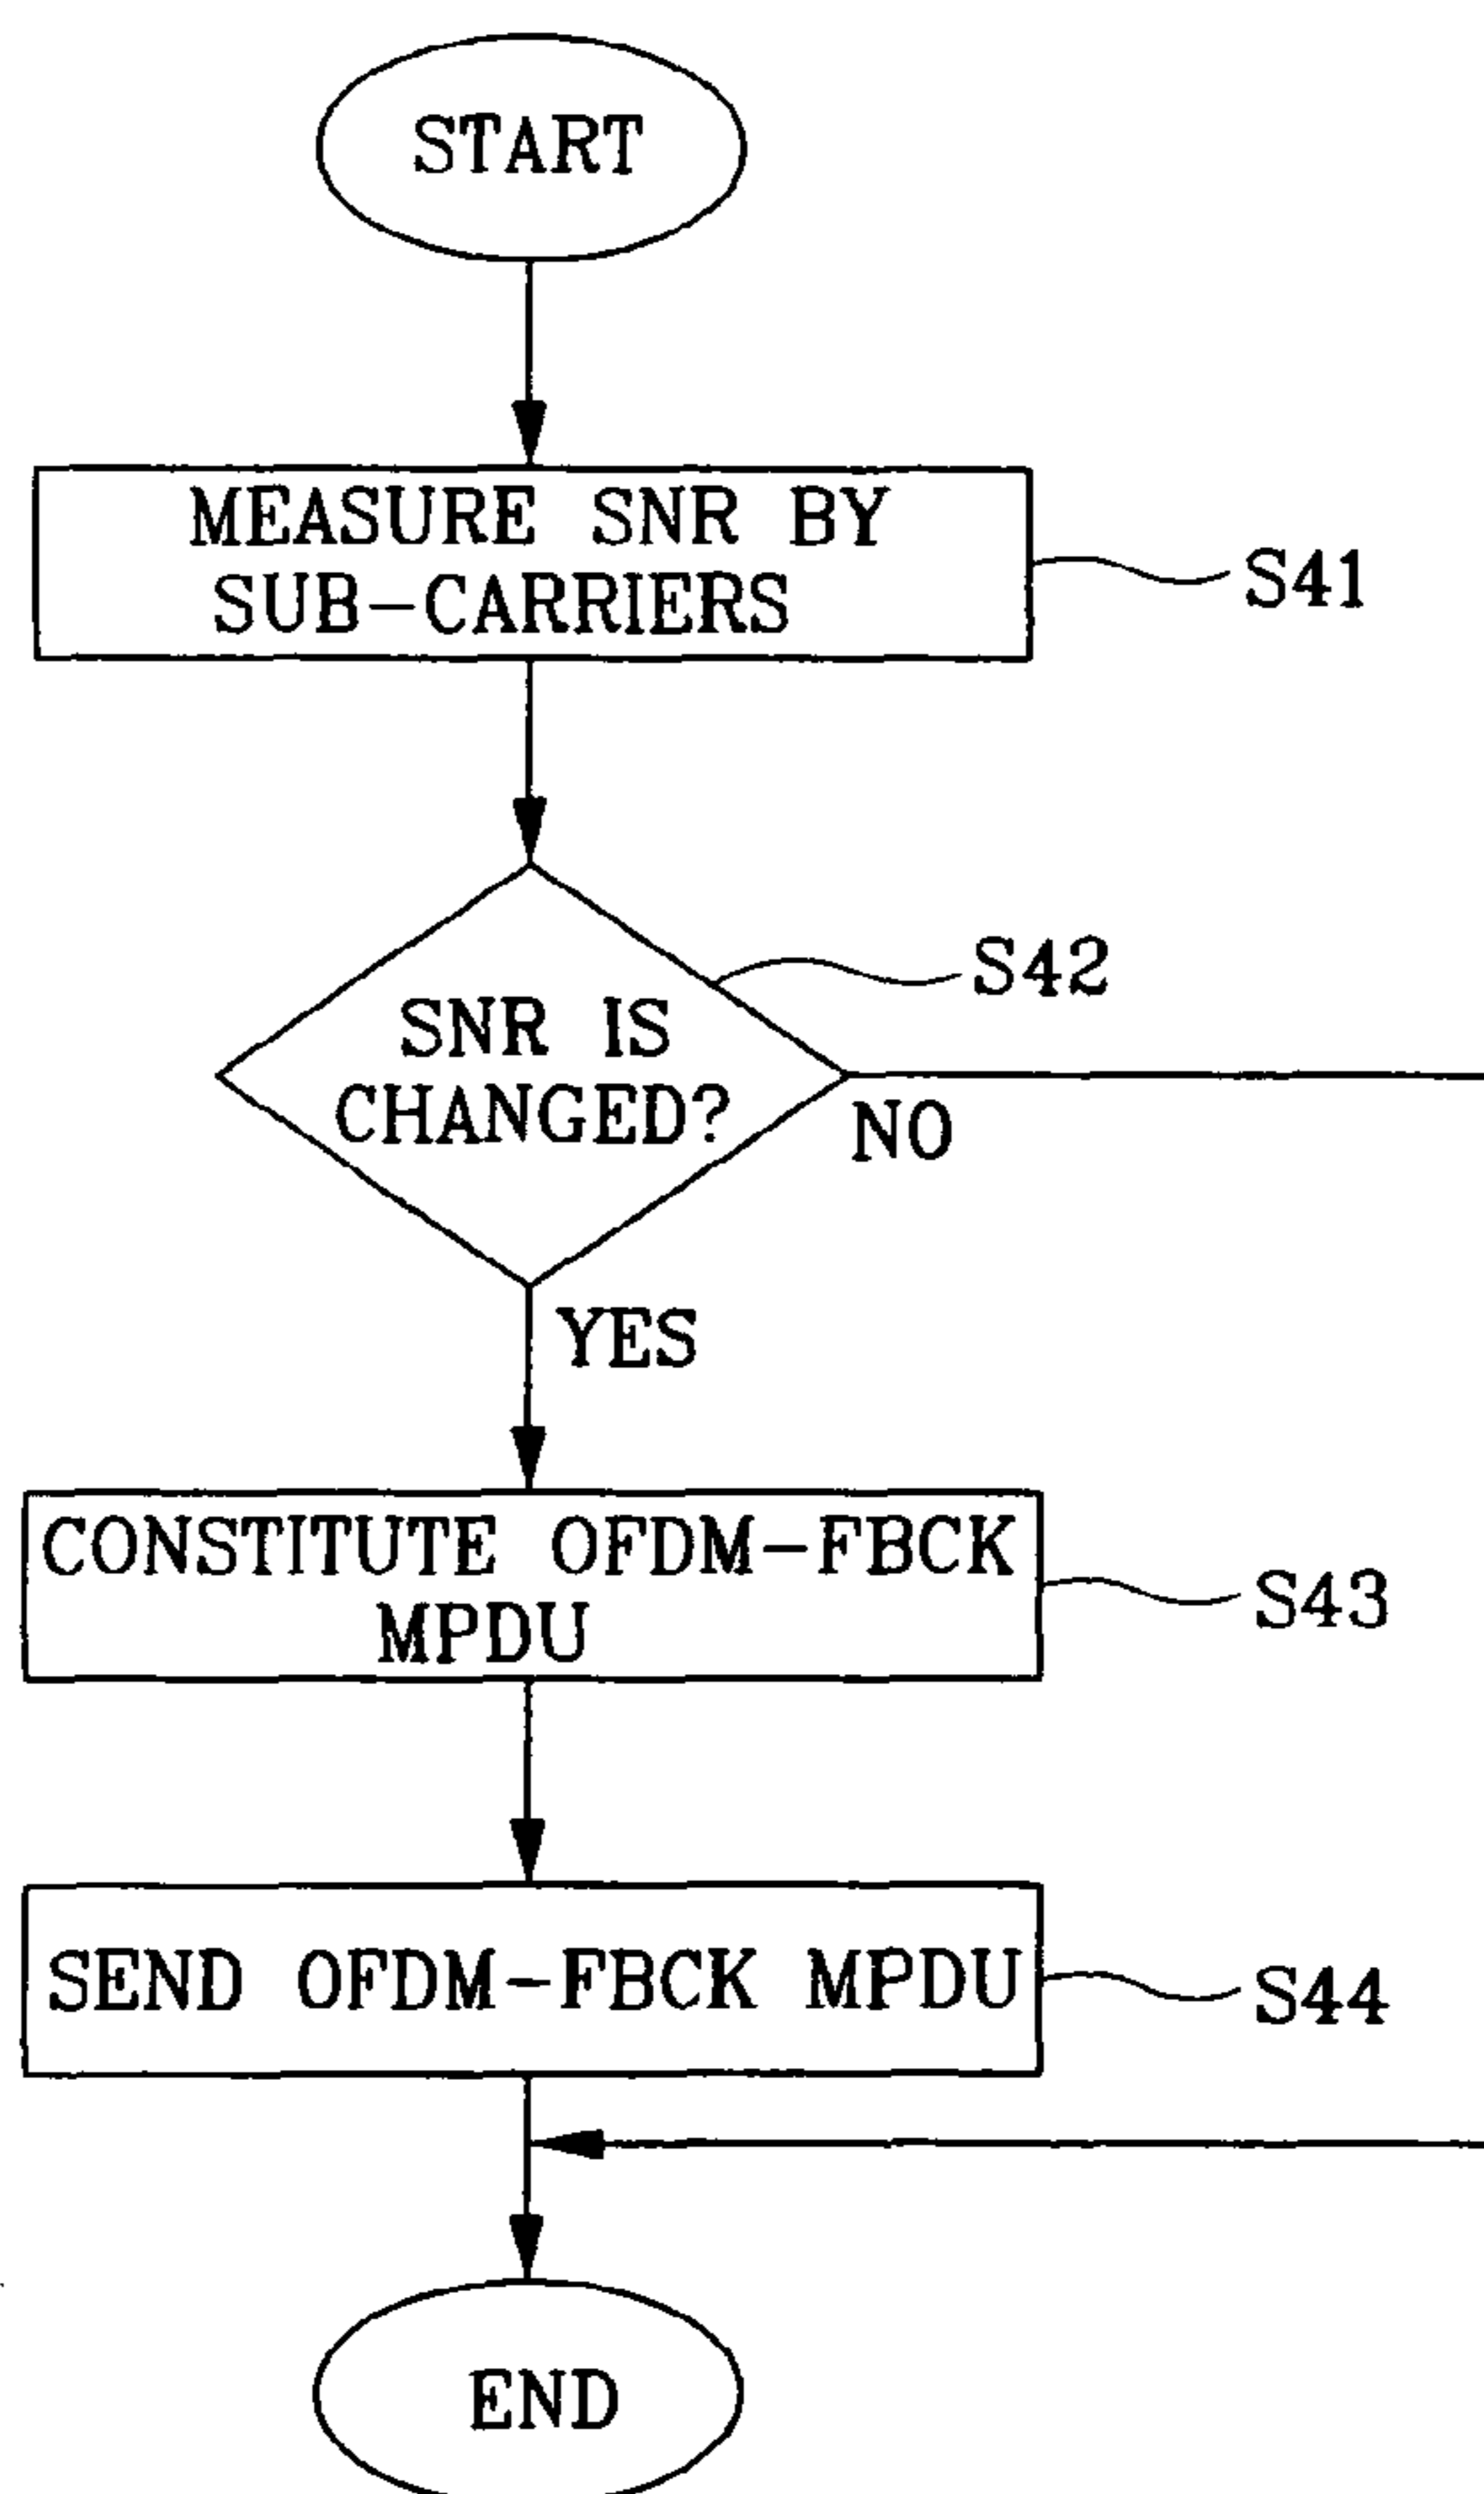 START
MEASURE SNR BY
SUB-CARRIERS
S41
S42
SNR IS
CHANGED?
NO
YES
CONSTITUTE OFDM-FBCK
MPDU
S43
SEND OFDM-FBCK MPDU
S44
END